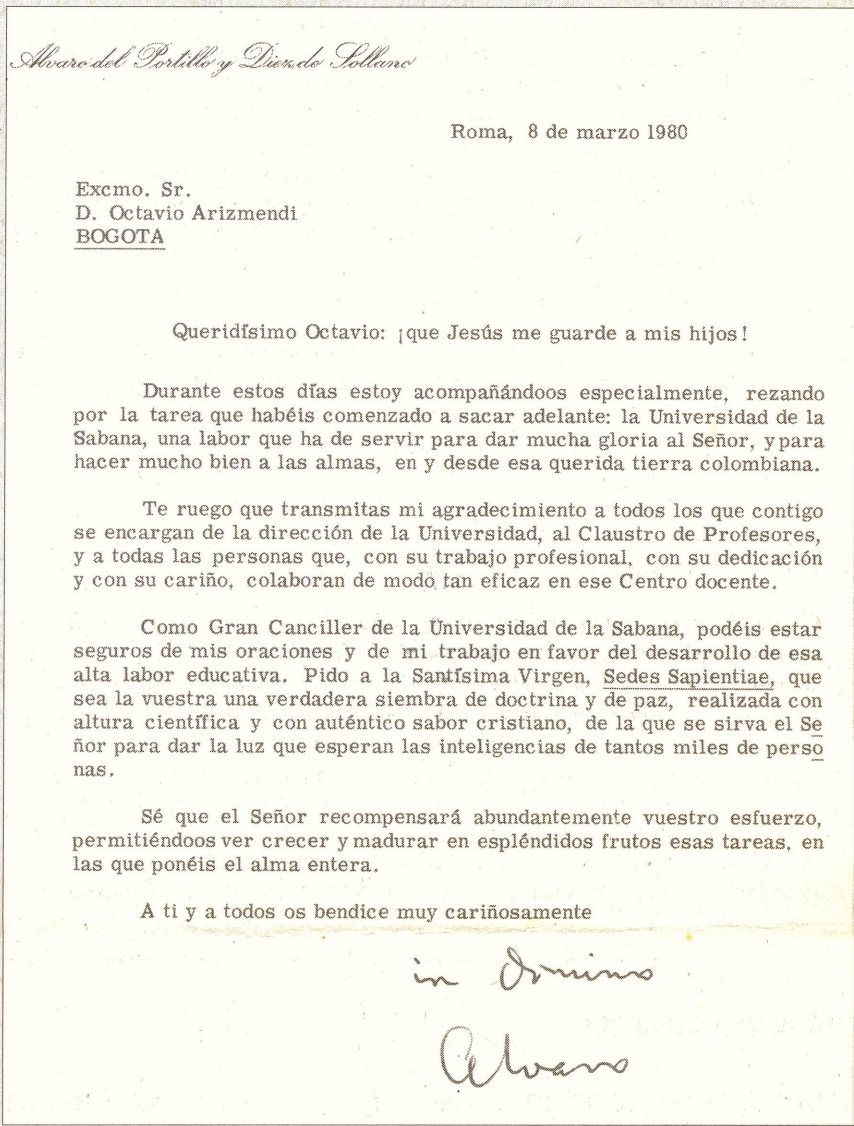 Alvaro del Portillo y Diez de Sollano
Roma, 8 de marzo 1980
Excmo. Sr.
D. Octavio Arizmendi
BOGOTA
Queridísimo Octavio: ¡que Jesús me guarde a mis hijos!
Durante estos días estoy acompañándoos especialmente, rezando
por la tarea que habéis comenzado a sacar adelante: la Universidad de la
Sabana, una labor que ha de servir para dar mucha gloria al Señor, y para
hacer mucho bien a las almas, en y desde esa querida tierra colombiana.
Te ruego que transmitas mi agradecimiento a todos los que contigo
se encargan de la dirección de la Universidad, al Claustro de Profesores,
y a todas las personas que, con su trabajo profesional, con su dedicación
y con su cariño, colaboran de modo tan eficaz en ese Centro docente.
Como Gran Canciller de la Universidad de la Sabana, podéis estar
seguros de mis oraciones y de mi trabajo en favor del desarrollo de esa
alta labor educativa. Pido a la Santísima Virgen, Sedes Sapientiae, que
sea la vuestra una verdadera siembra de doctrina y de paz, realizada con
altura científica y con auténtico sabor cristiano, de la que se sirva el Se
ñor para dar la luz que esperan las inteligencias de tantos miles de perso
nas.
Sé que el Señor recompensará abundantemente vuestro esfuerzo,
permitiéndoos ver crecer y madurar en espléndidos frutos esas tareas, en
las que ponéis el alma entera.
A ti y a todos os bendice muy cariñosamente
in Domino
Alvaro